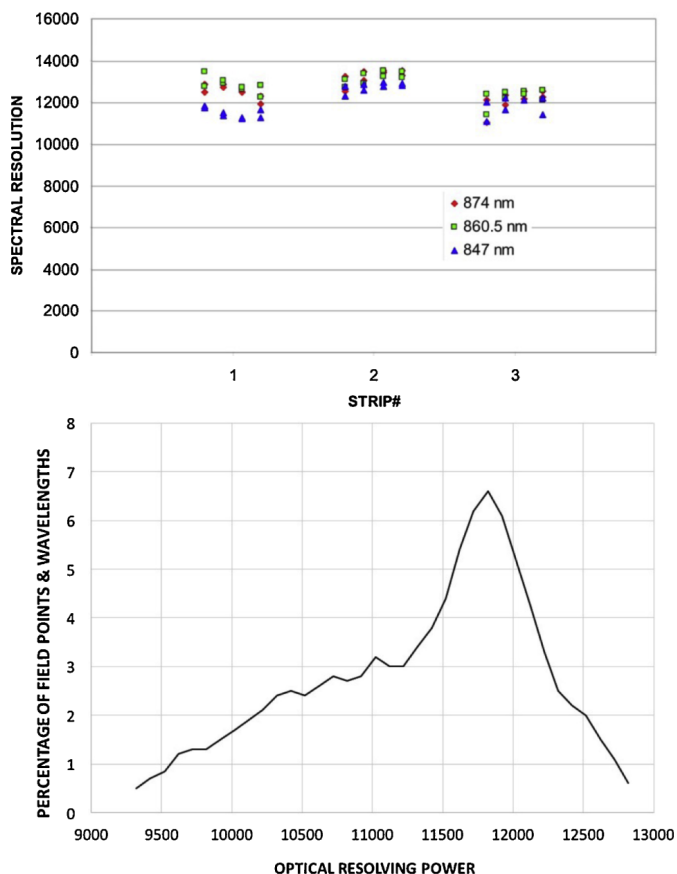 16000
14000
12000
10000
8000
6000
4000
2000
0
SPECTRAL RESOLUTION
874 nm
860.5 nm
847 nm
1 2 3
STRIP#
8
7
6
5
4
3
2
1
0
PERCENTAGE OF FIELD POINTS & WAVELENGTHS
9000 9500 10000 10500 11000 11500 12000 12500 13000
OPTICAL RESOLVING POWER